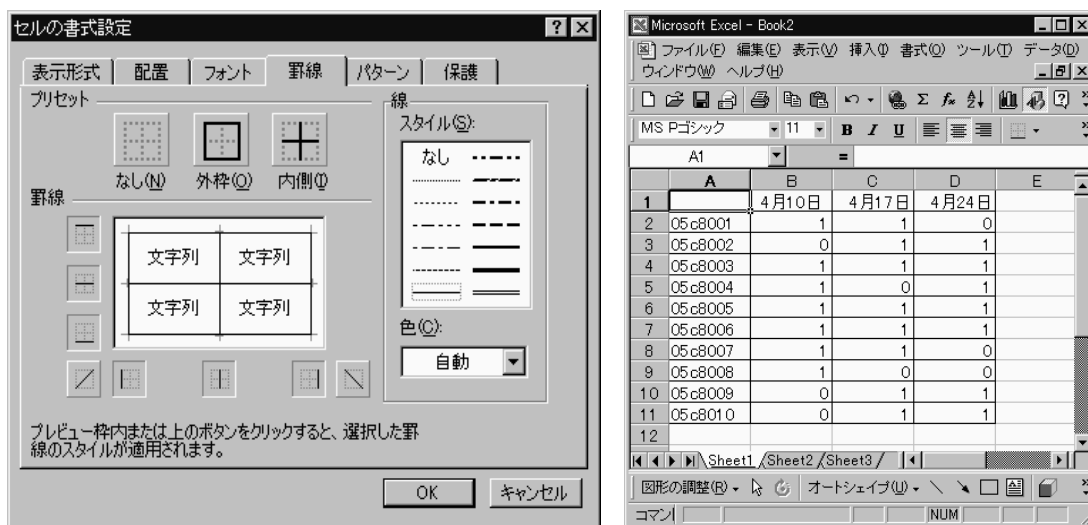 セルの書式設定
表示形式 配置 フォント 罫線 パターン 保護
プリセット
なし(N) 外枠(O) 内側(I)
罫線
文字列 文字列
文字列 文字列
線
スタイル(S):
なし
色(C):
自動
プレビュー枠内または上のボタンをクリックすると、選択した罫
線のスタイルが適用されます。
OK キャンセル
Microsoft Excel - Book2
ファイル(F) 編集(E) 表示(V) 挿入(I) 書式(O) ツール(T) データ(D)
ウィンドウ(W) ヘルプ(H)
MS Pゴシック 11 B I U
A1 =
A B C D E
1 4月10日 4月17日 4月24日
2 05c8001 1 1 0
3 05c8002 0 1 1
4 05c8003 1 1 1
5 05c8004 1 0 1
6 05c8005 1 1 1
7 05c8006 1 1 1
8 05c8007 1 1 0
9 05c8008 1 0 0
10 05c8009 0 1 1
11 05c8010 0 1 1
12
Sheet1 Sheet2 Sheet3
図形の調整(R) オートシェイプ(U)
コマン NUM